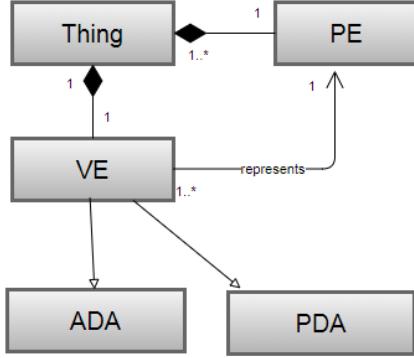 Thing
1
PE
1..*
1
1
1
VE
represents
1..*
ADA
PDA